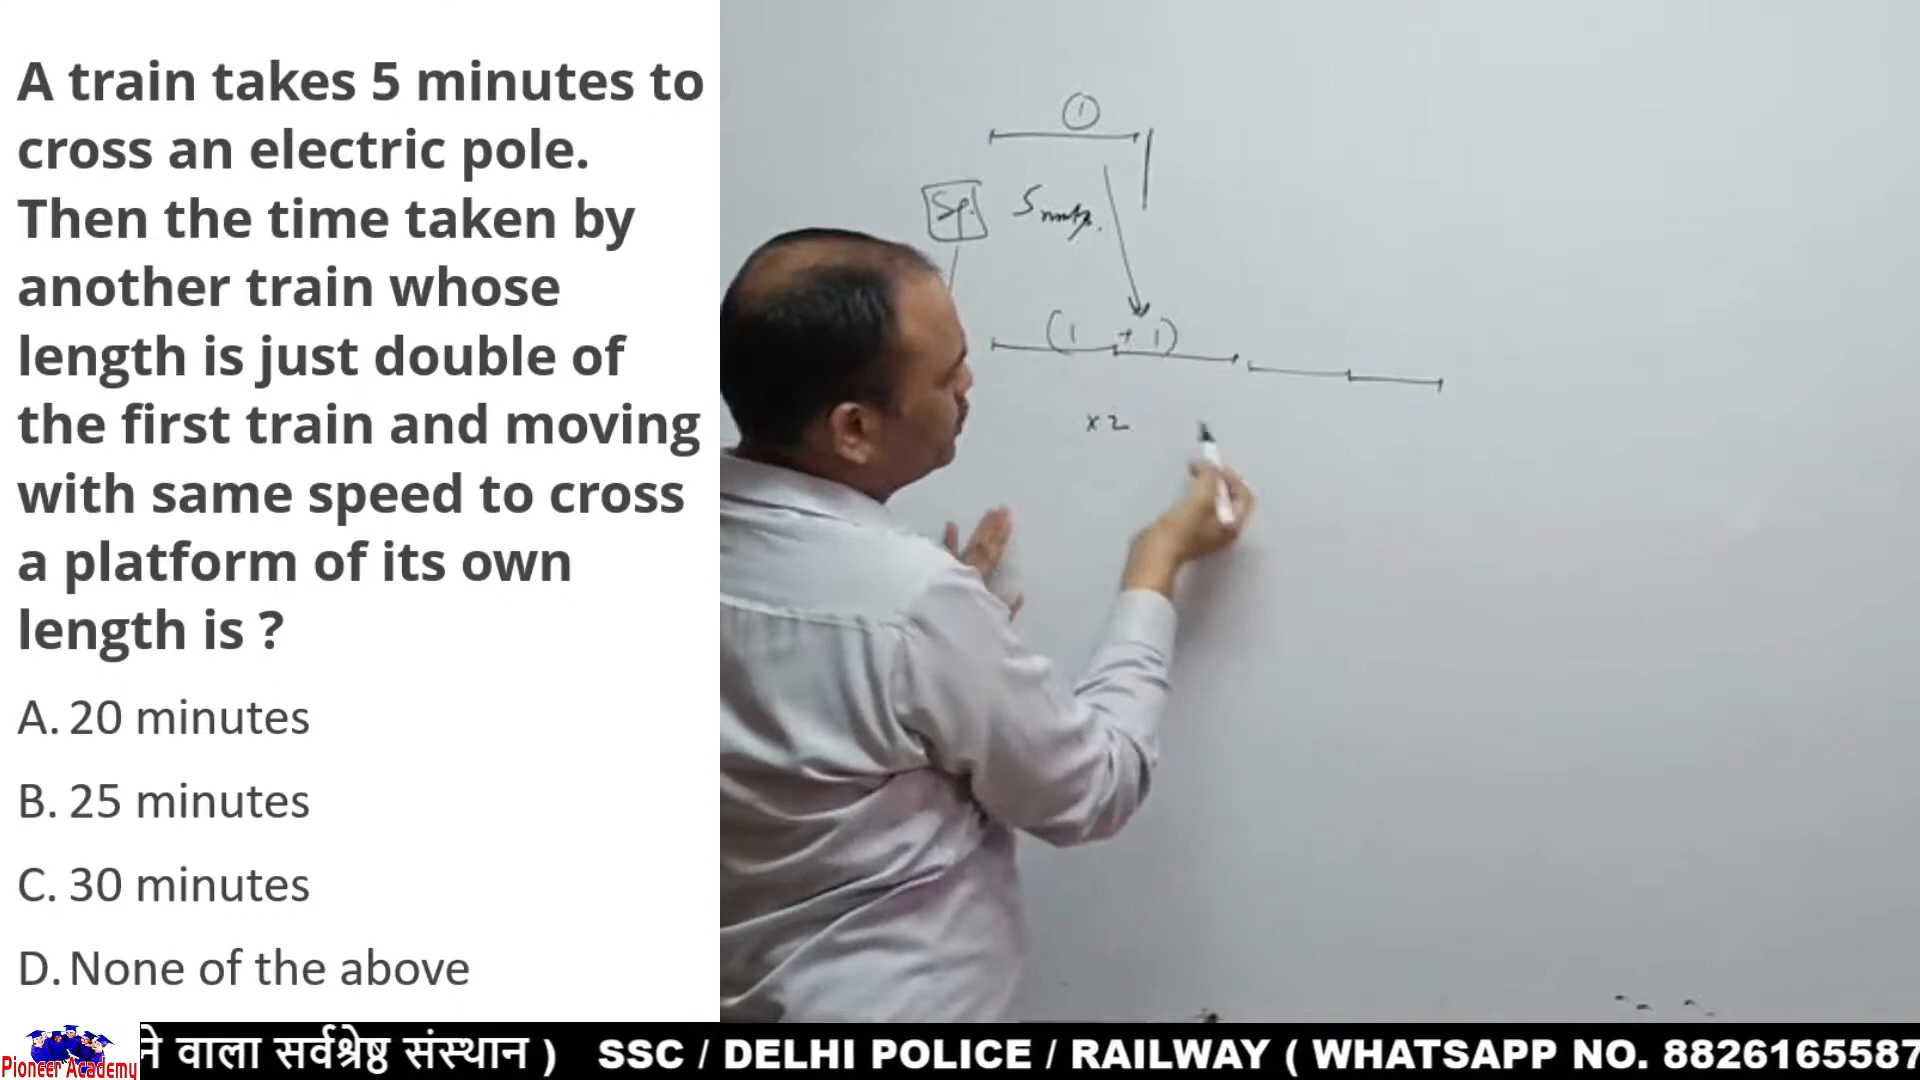 A train takes 5 minutes to
cross an electric pole.
Then the time taken by
another train whose
length is just double of
the first train and moving
with same speed to cross
a platform of its own
length is ?
A. 20 minutes
B. 25 minutes
C. 30 minutes
D. None of the above
1
Sp.
(1 + 1)
x 2
Pioneer Academy
ने वाला सर्वश्रेष्ठ संस्थान ) SSC / DELHI POLICE / RAILWAY ( WHATSAPP NO. 8826165587